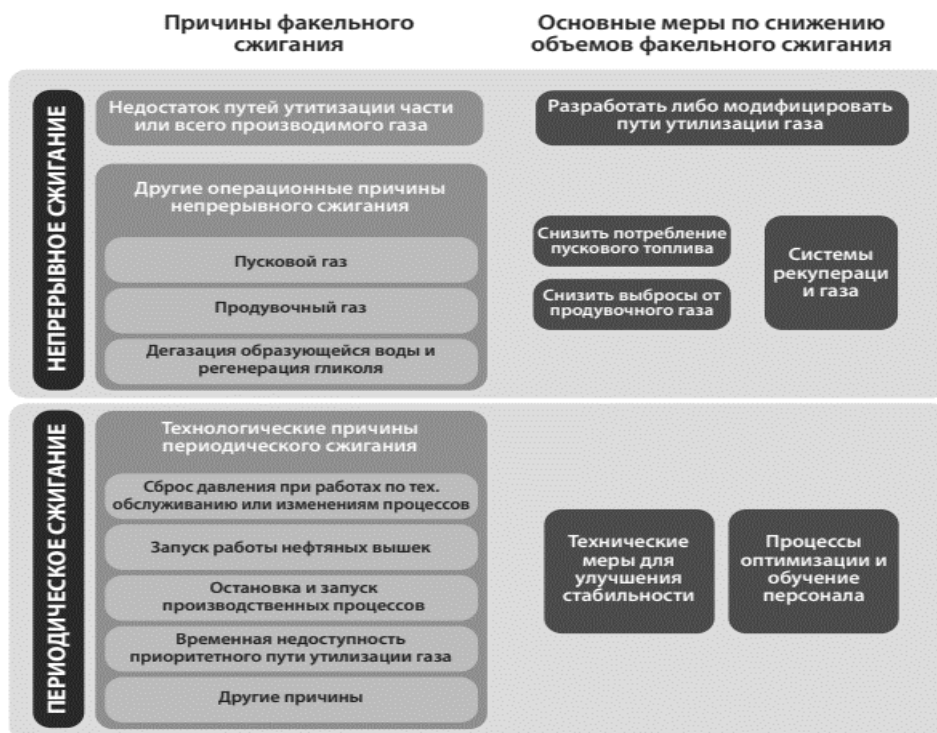 Причины факельного
сжигания
Основные меры по снижению
объемов факельного сжигания
НЕПРЕРЫВНОЕ СЖИГАНИЕ
Недостаток путей утитизации части
или всего производимого газа
Разработать либо модифицировать
пути утилизации газа
Другие операционные причины
непрерывного сжигания
Пусковой газ
Продувочный газ
Дегазация образующейся воды и
регенерация гликоля
Снизить потребление
пускового топлива
Снизить выбросы от
продувочного газа
Системы
рекупераци
и газа
ПЕРИОДИЧЕСКОЕ СЖИГАНИЕ
Технологические причины
периодического сжигания
Сброс давления при работах по тех.
обслуживанию или изменениям процессов
Запуск работы нефтяных вышек
Остановка и запуск
производственных процессов
Временная недоступность
приоритетного пути утилизации газа
Другие причины
Технические
меры для
улучшения
стабильности
Процессы
оптимизации и
обучение
персонала